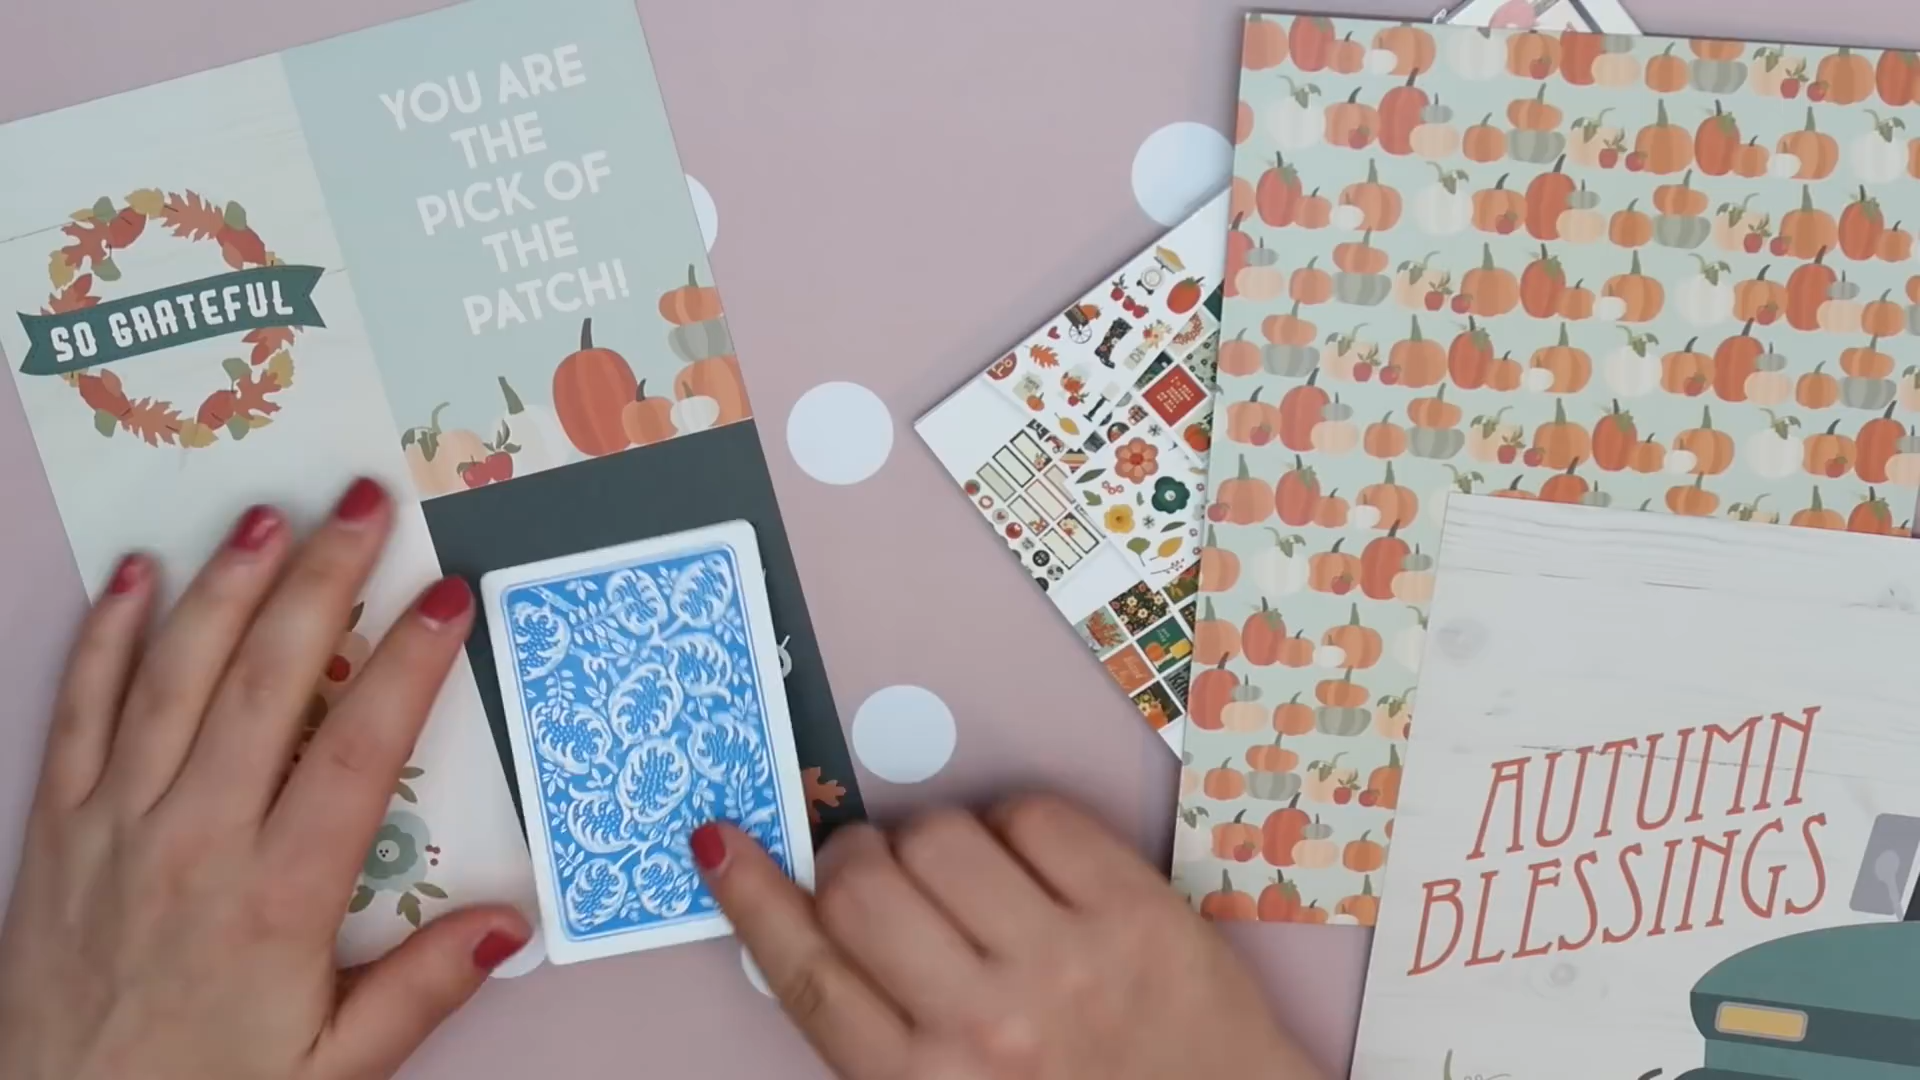 YOU ARE
THE
PICK OF
THE
PATCH!
SO GRATEFUL
AUTUMN
BLESSINGS